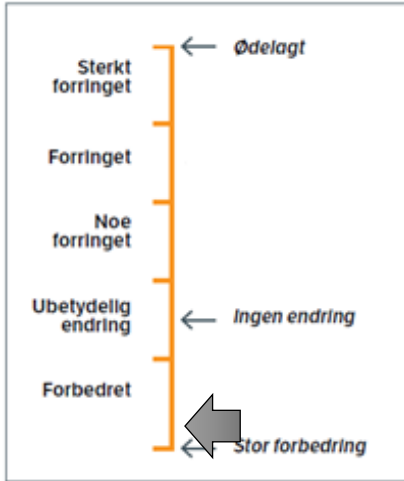 Ødelagt
Sterkt
forringet
Forringet
Noe
forringet
Ubetydelig
endring
Ingen endring
Forbedret
Stor forbedring